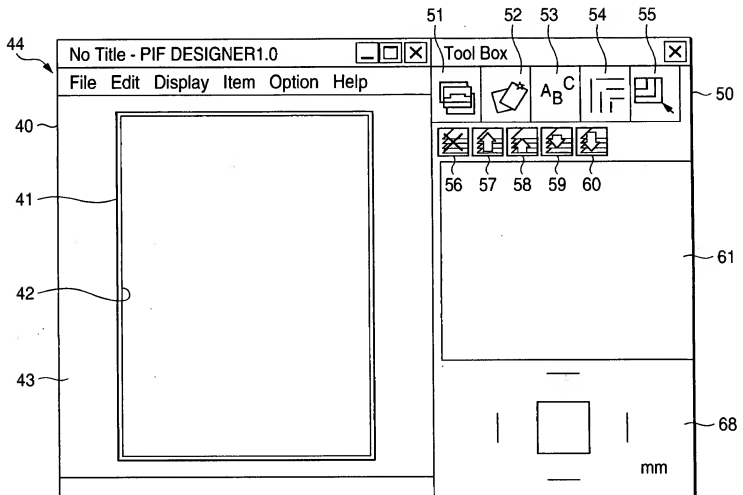 51 52 53 54 55
44
No Title - PIF DESIGNER1.0 Tool Box
File Edit Display Item Option Help
A B C
50
40
56 57 58 59 60
41
61
42
43
68
mm